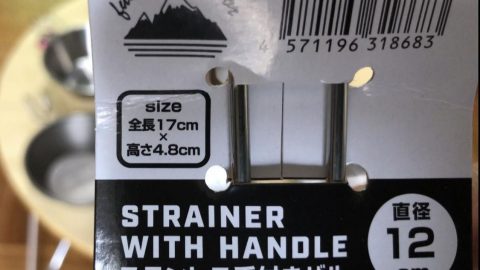 4 571196 318683
size
全長17cm
×
高さ4.8cm
STRAINER
WITH HANDLE
直径
12